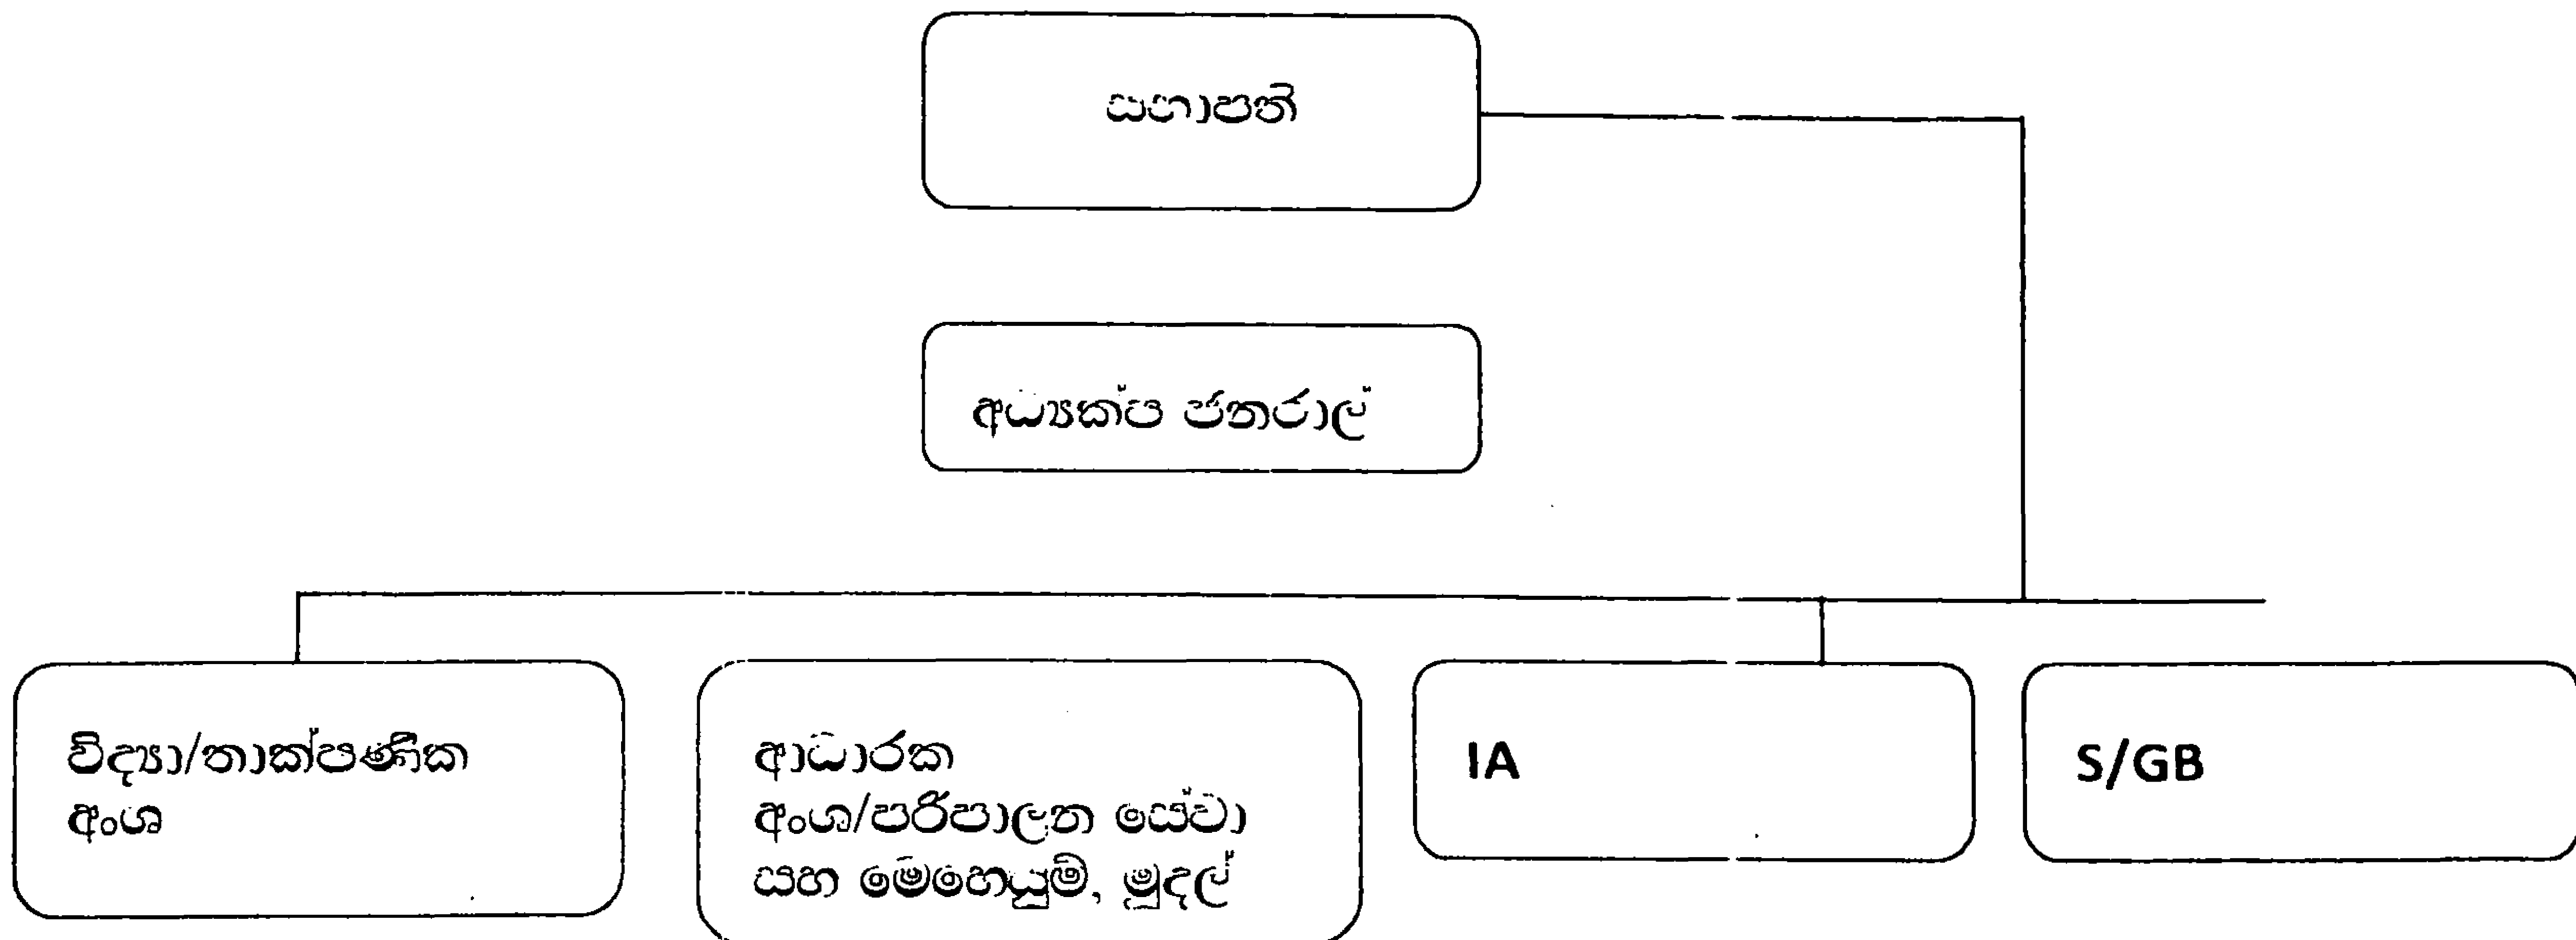 සභාපති
අධ්‍යක්ෂ ජනරාල්
විද්‍යා/තාක්ෂණික
අංශ
ආධාරක
අංශ/පරිපාලන සේවා
සහ මෙහෙයුම්, මුදල්
IA
S/GB